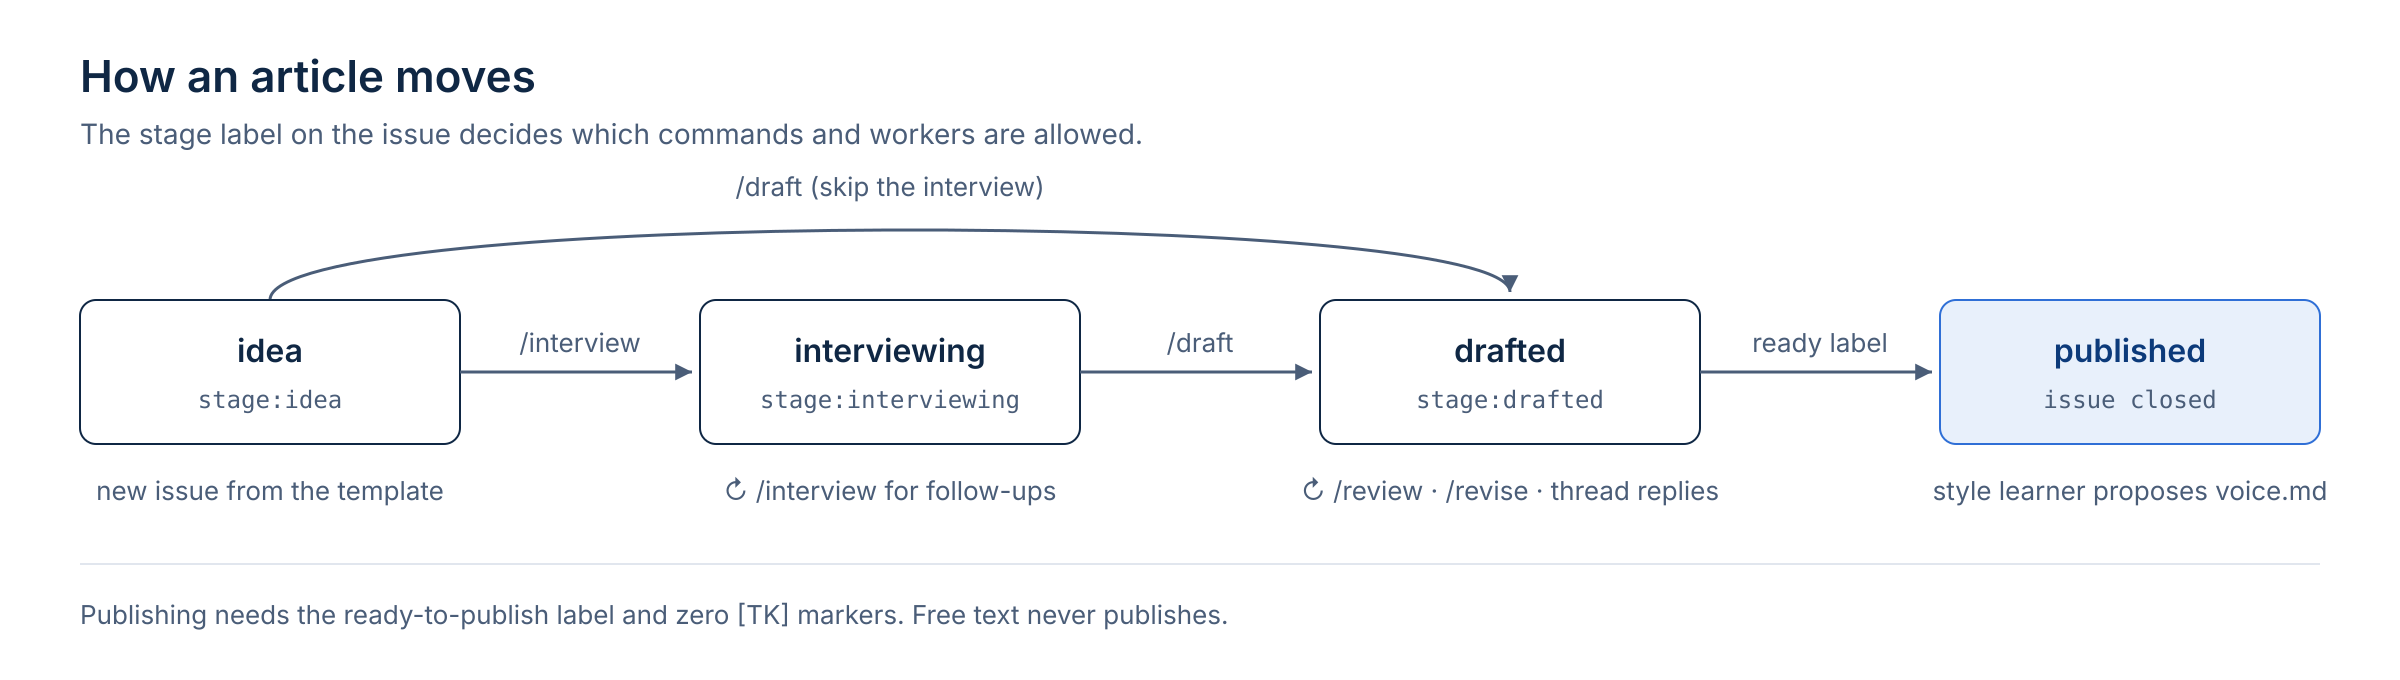 How an article moves
The stage label on the issue decides which commands and workers are allowed.
/draft (skip the interview)
idea
stage:idea
/interview
interviewing
stage:interviewing
/draft
drafted
stage:drafted
ready label
published
issue closed
new issue from the template
↻ /interview for follow-ups
↻ /review · /revise · thread replies
style learner proposes voice.md
Publishing needs the ready-to-publish label and zero [TK] markers. Free text never publishes.